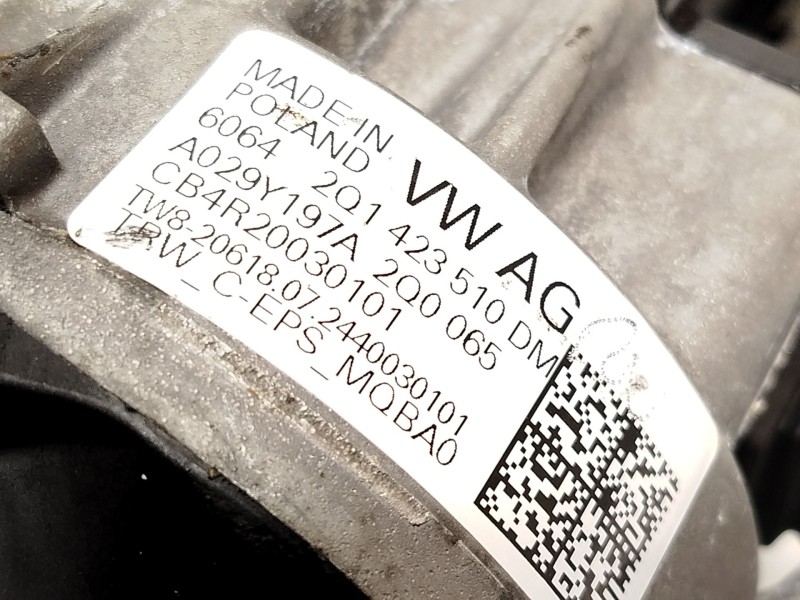 MADE IN
POLAND
VW AG
6064 2Q1 423 510 DM
A029Y197A 2Q0 065
CB4R20030101
TW8-20618.07.2440030101
TRW_C-EPS_MQBA0